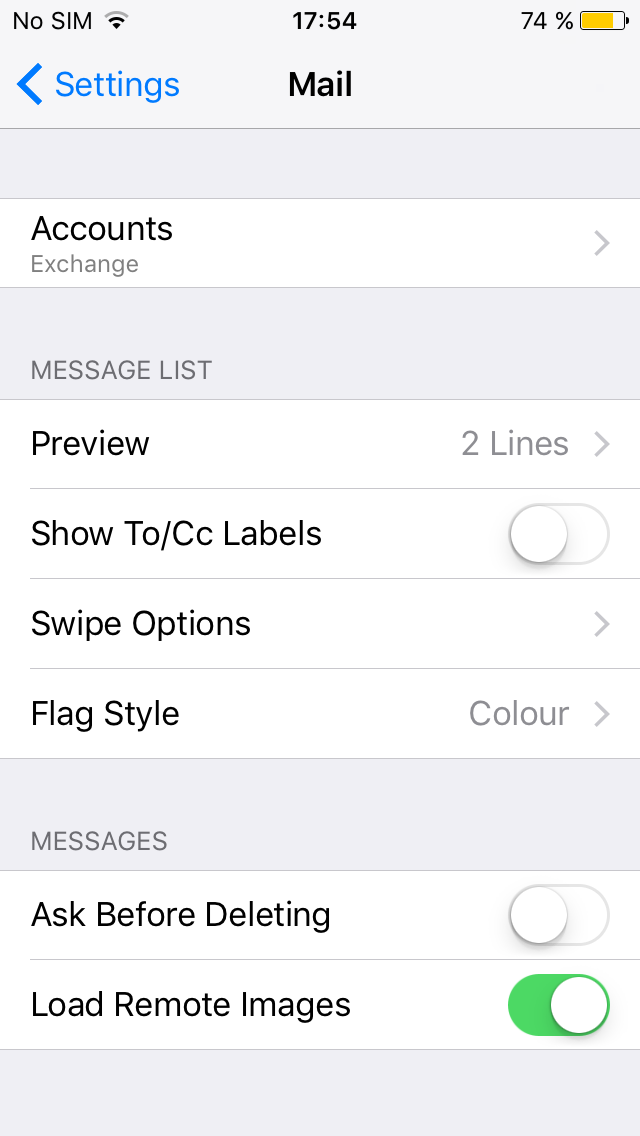 No SIM 17:54 74 %
Settings Mail
Accounts
Exchange
MESSAGE LIST
Preview 2 Lines
Show To/Cc Labels
Swipe Options
Flag Style Colour
MESSAGES
Ask Before Deleting
Load Remote Images